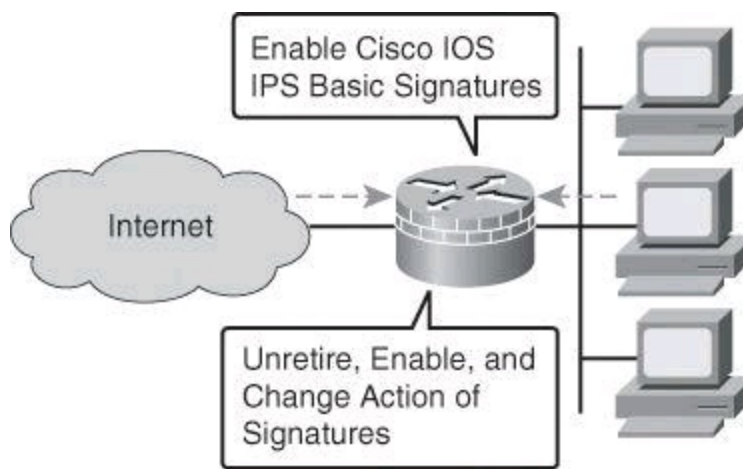 Enable Cisco IOS
IPS Basic Signatures
Internet
Unretire, Enable, and
Change Action of
Signatures